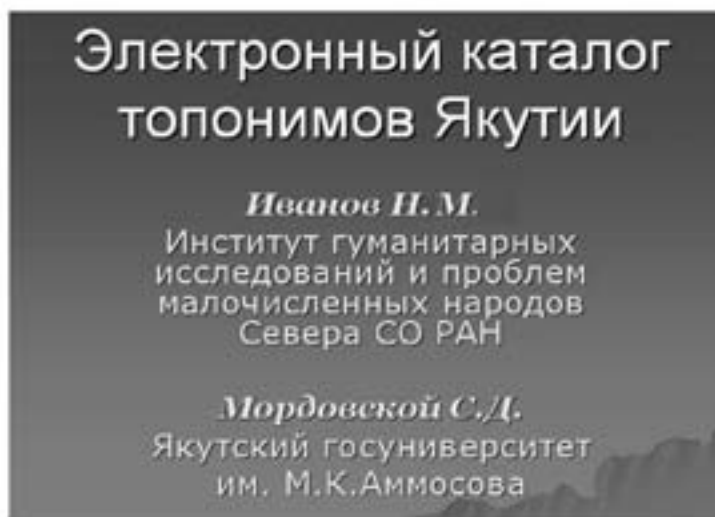 Электронный каталог
топонимов Якутии
Иванов Н.М.
Институт гуманитарных
исследований и проблем
малочисленных народов
Севера СО РАН
Мордовской С.Д.
Якутский госуниверситет
им. М.К.Аммосова